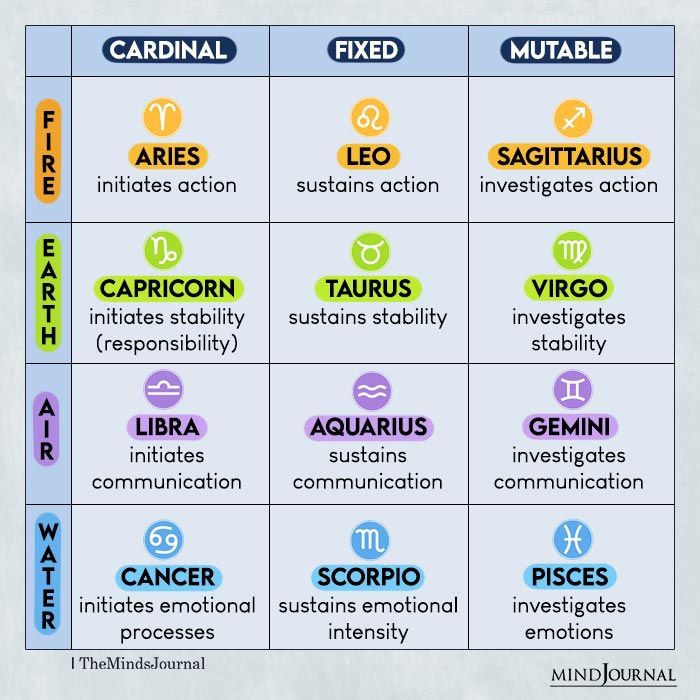 CARDINAL FIXED MUTABLE
FIRE
ARIES LEO SAGITTARIUS
initiates action sustains action investigates action
EARTH
CAPRICORN TAURUS VIRGO
initiates stability sustains stability investigates
(responsibility) stability
AIR
LIBRA AQUARIUS GEMINI
initiates sustains investigates
communication communication communication
WATER
CANCER SCORPIO PISCES
initiates emotional sustains emotional investigates
processes intensity emotions
| TheMindsJournal
MINDJOURNAL